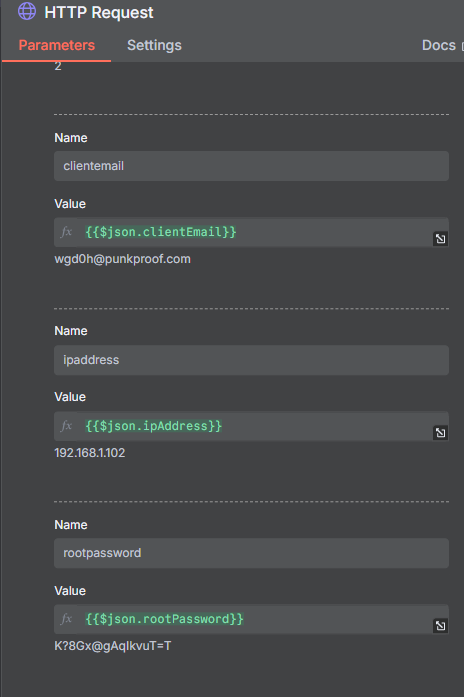 HTTP Request
Parameters Settings Docs
2
Name
clientemail
Value
fx {{$json.clientEmail}}
wgd0h@punkproof.com
Name
ipaddress
Value
fx {{$json.ipAddress}}
192.168.1.102
Name
rootpassword
Value
fx {{$json.rootPassword}}
K?8Gx@gAqIkvuT=T